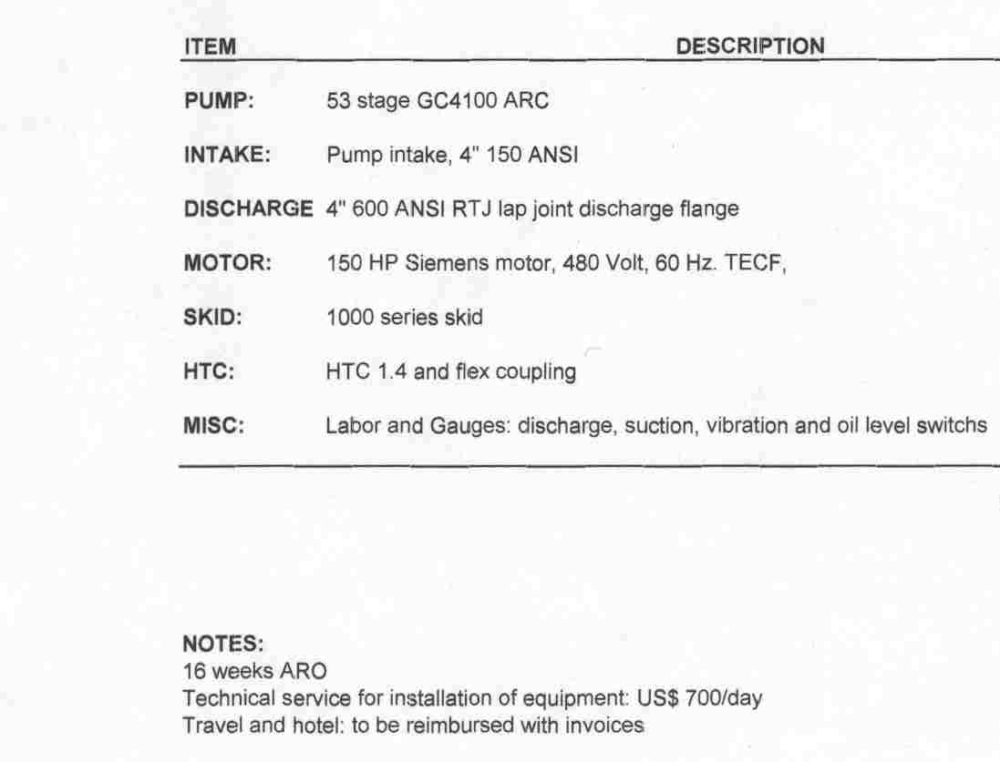 ITEM DESCRIPTION
PUMP: 53 stage GC4100 ARC
INTAKE: Pump intake, 4" 150 ANSI
DISCHARGE 4" 600 ANSI RTJ lap joint discharge flange
MOTOR: 150 HP Siemens motor, 480 Volt, 60 Hz. TECF,
SKID: 1000 series skid
HTC: HTC 1.4 and flex coupling
MISC: Labor and Gauges: discharge, suction, vibration and oil level switchs
NOTES:
16 weeks ARO
Technical service for installation of equipment: US$ 700/day
Travel and hotel: to be reimbursed with invoices